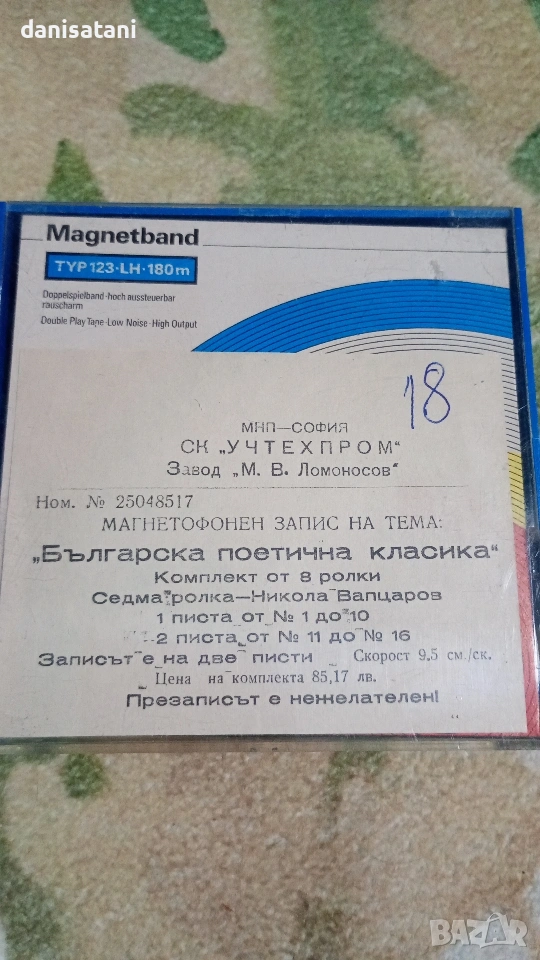 danisatani
Magnetband
TYP 123·LH·180m
Doppelspielband·hoch aussteuerbar
rauscharm
Double Play Tape·Low Noise·High Output
18
МНП—СОФИЯ
СК „УЧТЕХПРОМ"
Завод „М. В. Ломоносов"
Ном. № 25048517
МАГНЕТОФОНЕН ЗАПИС НА ТЕМА:
„Българска поетична класика"
Комплект от 8 ролки
Седма ролка—Никола Вапцаров
1 писта от № 1 до 10
2 писта от № 11 до № 16
Записът е на две писти Скорост 9.5 см./ск.
Цена на комплекта 85,17 лв.
Презаписът е нежелателен!
BAZAR